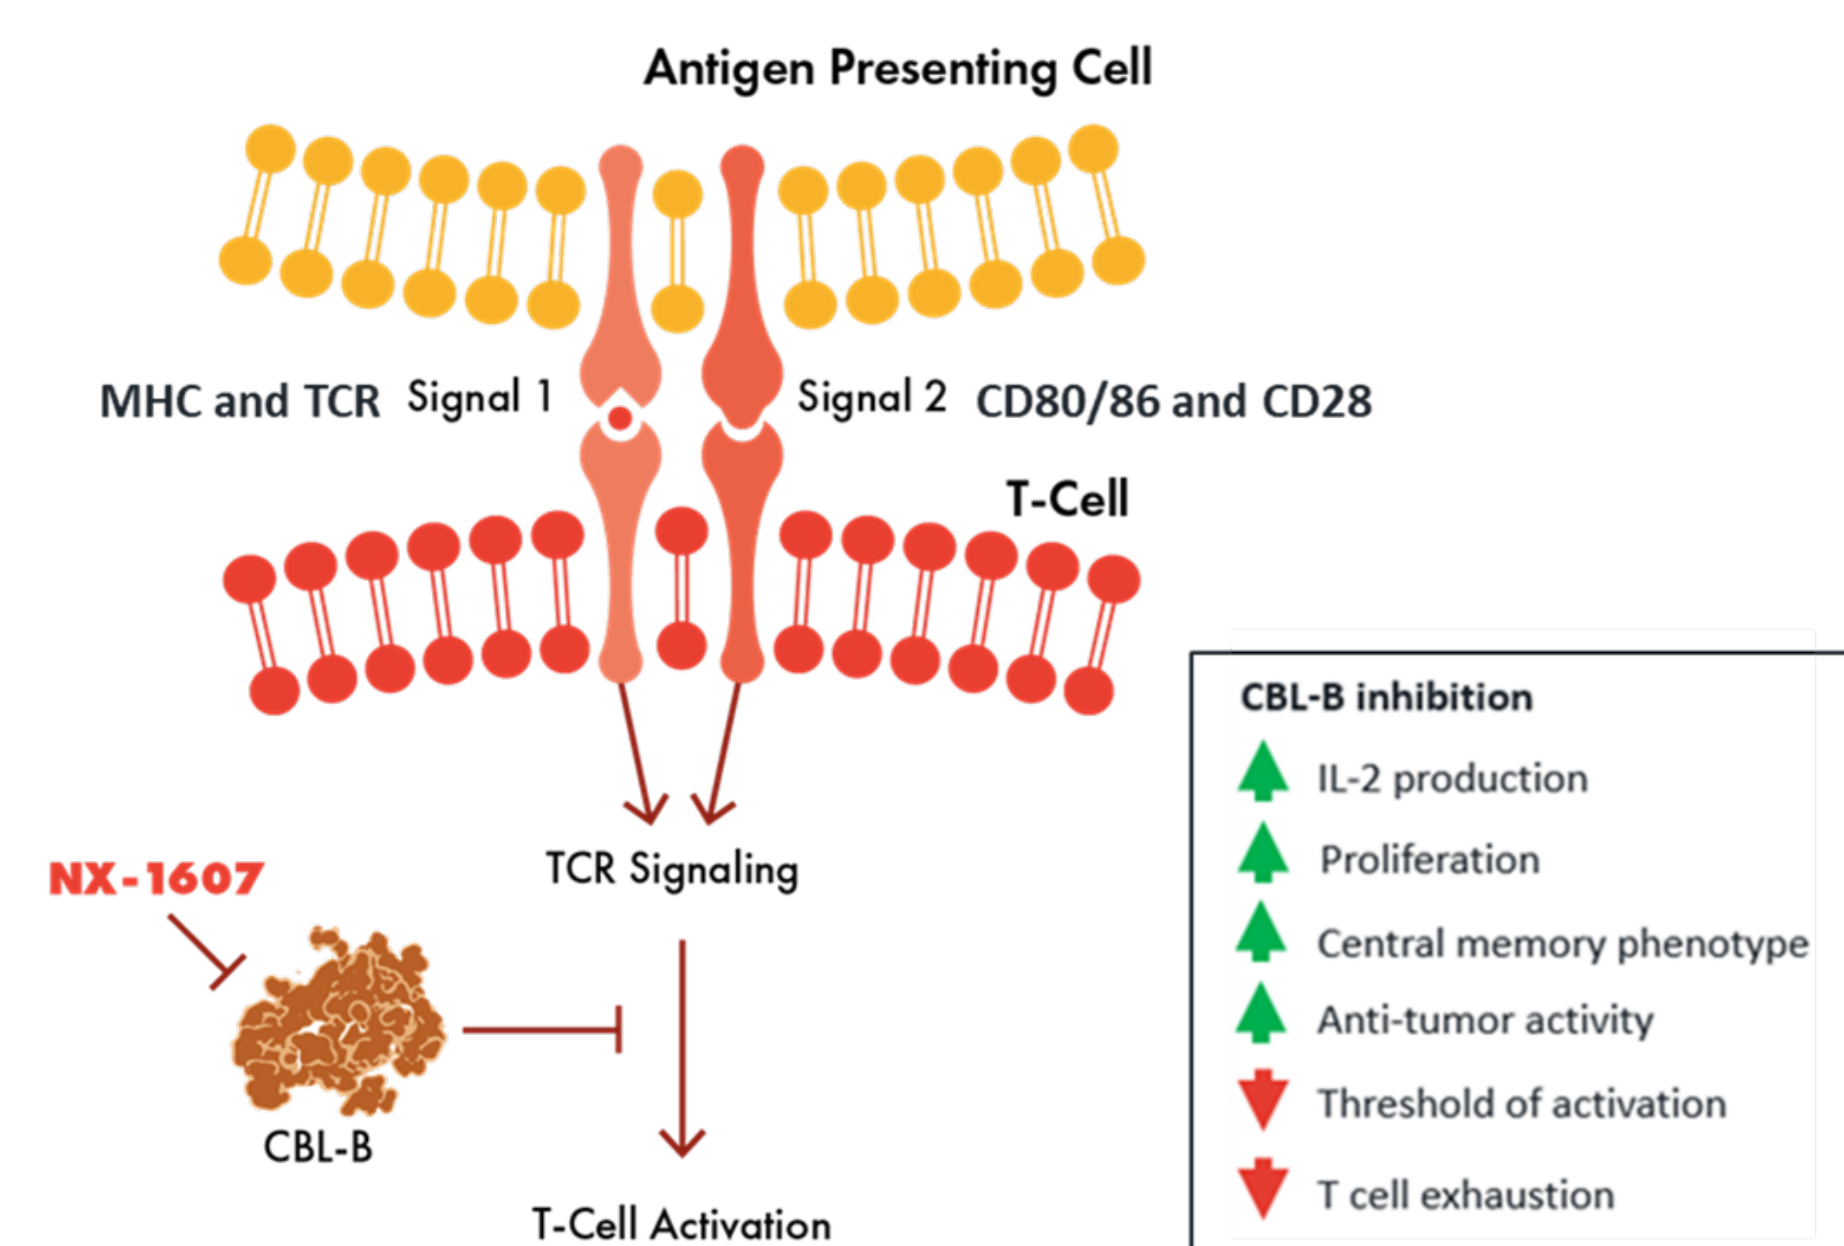 Antigen Presenting Cell
MHC and TCR Signal 1 Signal 2 CD80/86 and CD28
T-Cell
TCR Signaling
NX-1607
CBL-B
T-Cell Activation
CBL-B inhibition
IL-2 production
Proliferation
Central memory phenotype
Anti-tumor activity
Threshold of activation
T cell exhaustion